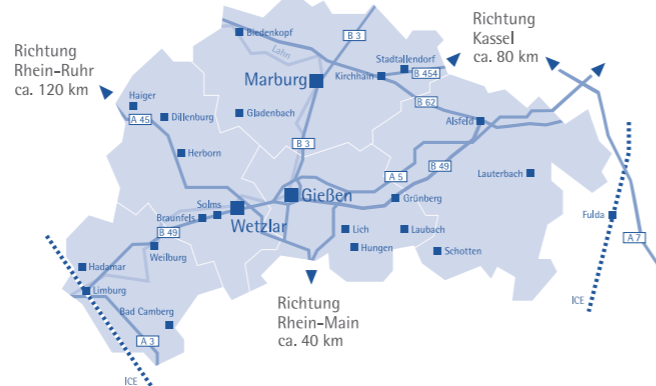 Richtung
Kassel
ca. 80 km
Richtung
Rhein-Ruhr
ca. 120 km
Biedenkopf
B 3
Lahn
Stadtallendorf
Marburg
Kirchhain
B 454
Haiger
Dillenburg
Gladenbach
B 62
A 45
Alsfeld
B 3
Herborn
B 49
A 5
Lauterbach
Gießen
Grünberg
Solms
Braunfels
Wetzlar
Fulda
B 49
Lich
Laubach
A 7
Weilburg
Hungen
Schotten
Hadamar
Limburg
Richtung
Rhein-Main
ca. 40 km
ICE
Bad Camberg
A 3
ICE